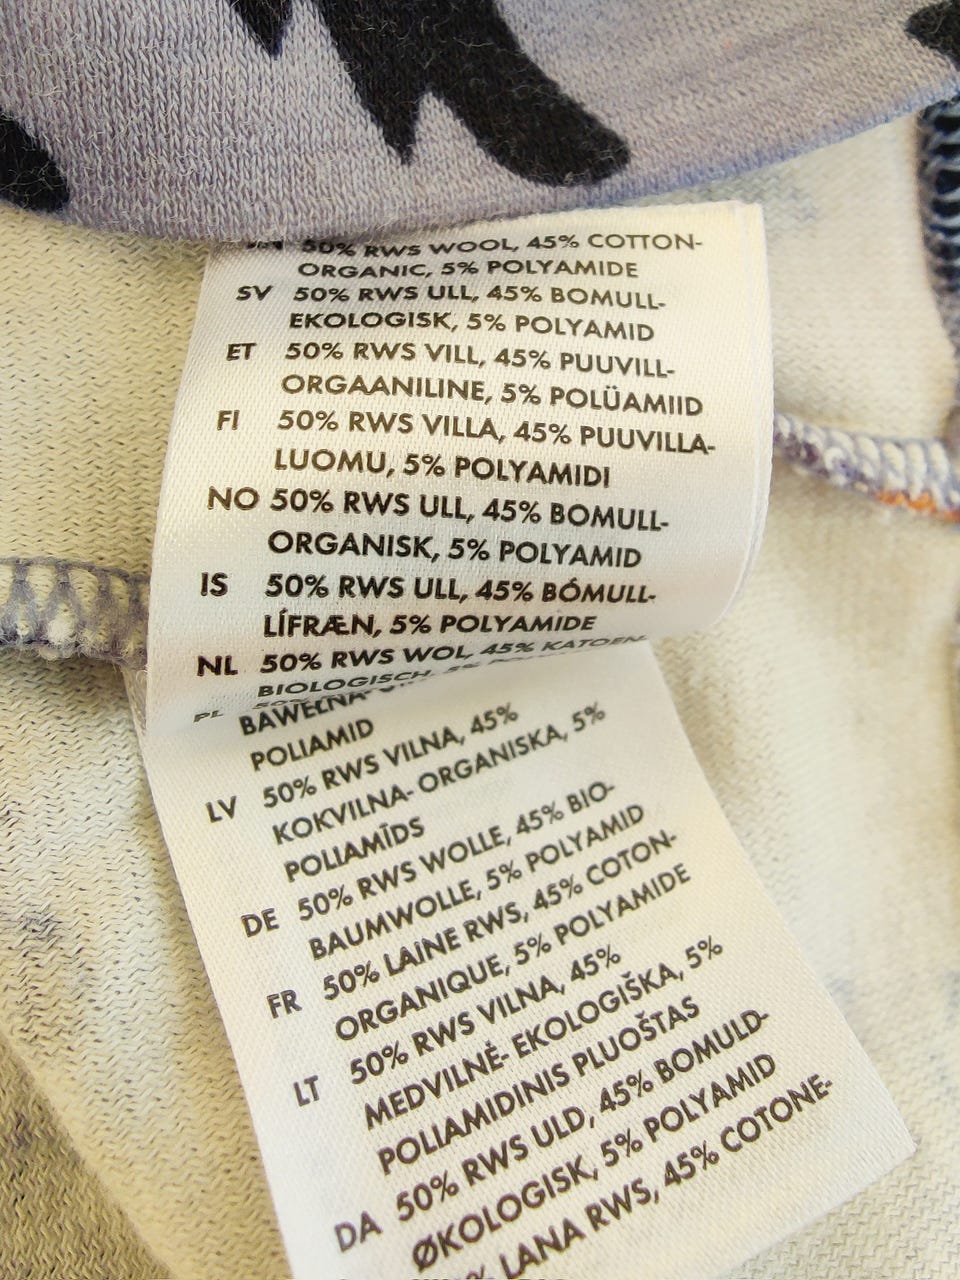 EN 50% RWS WOOL, 45% COTTON-
ORGANIC, 5% POLYAMIDE
SV 50% RWS ULL, 45% BOMULL-
EKOLOGISK, 5% POLYAMID
ET 50% RWS VILL, 45% PUUVILL-
ORGAANILINE, 5% POLÜAMIID
FI 50% RWS VILLA, 45% PUUVILLA-
LUOMU, 5% POLYAMIDI
NO 50% RWS ULL, 45% BOMULL-
ORGANISK, 5% POLYAMID
IS 50% RWS ULL, 45% BÓMULL-
LÍFRÆN, 5% POLYAMIDE
NL 50% RWS WOL, 45% KATOEN-
BIOLOGISCH, 5%
PL
BAWEŁNA
POLIAMID
LV 50% RWS VILNA, 45%
KOKVILNA- ORGANISKA, 5%
POLIAMĪDS
DE 50% RWS WOLLE, 45% BIO-
BAUMWOLLE, 5% POLYAMID
FR 50% LAINE RWS, 45% COTON-
ORGANIQUE, 5% POLYAMIDE
LT 50% RWS VILNA, 45%
MEDVILNĖ- EKOLOGIŠKA, 5%
POLIAMIDINIS PLUOŠTAS
DA 50% RWS ULD, 45% BOMULD-
ØKOLOGISK, 5% POLYAMID
LANA RWS, 45% COTONE-